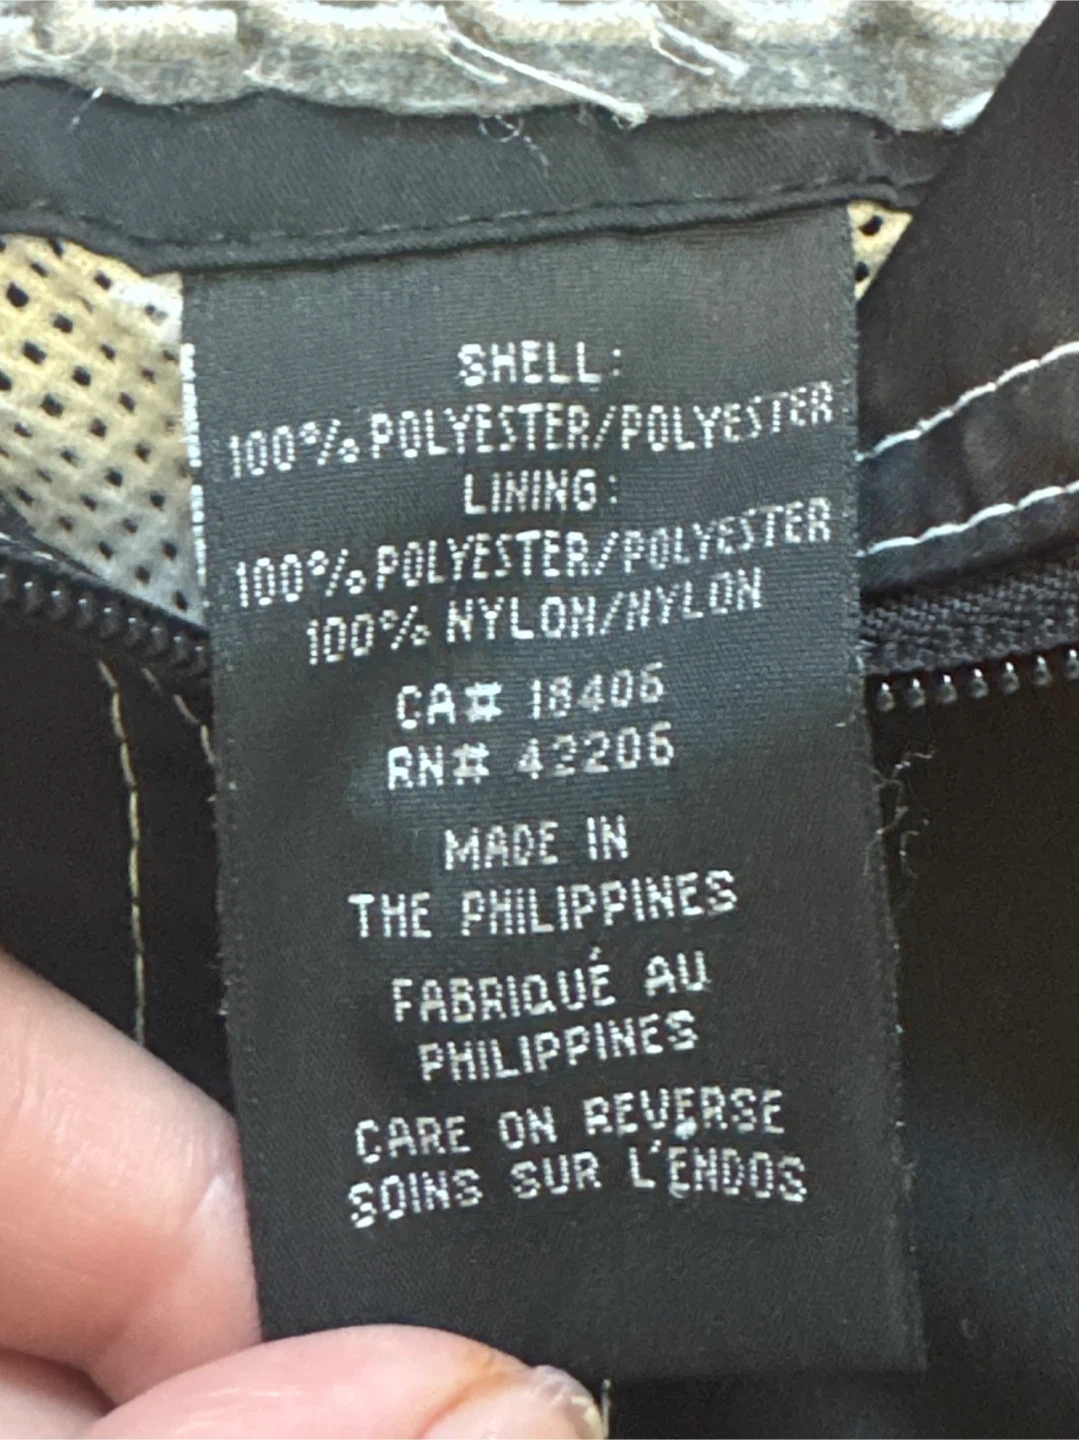 SHELL:
100% POLYESTER/POLYESTER
LINING:
100% POLYESTER/POLYESTER
100% NYLON/NYLON
CA# 18406
RN# 42206
MADE IN
THE PHILIPPINES
FABRIQUÉ AU
PHILIPPINES
CARE ON REVERSE
SOINS SUR L'ENDOS